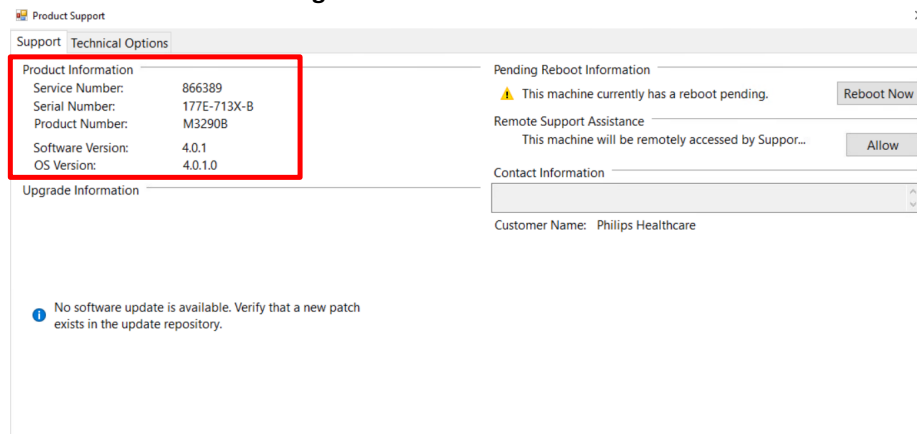 Product Support
Support Technical Options
Product Information
Service Number: 866389
Serial Number: 177E-713X-B
Product Number: M3290B
Software Version: 4.0.1
OS Version: 4.0.1.0
Upgrade Information
No software update is available. Verify that a new patch
exists in the update repository.
Pending Reboot Information
This machine currently has a reboot pending. Reboot Now
Remote Support Assistance
This machine will be remotely accessed by Suppor... Allow
Contact Information
Customer Name: Philips Healthcare